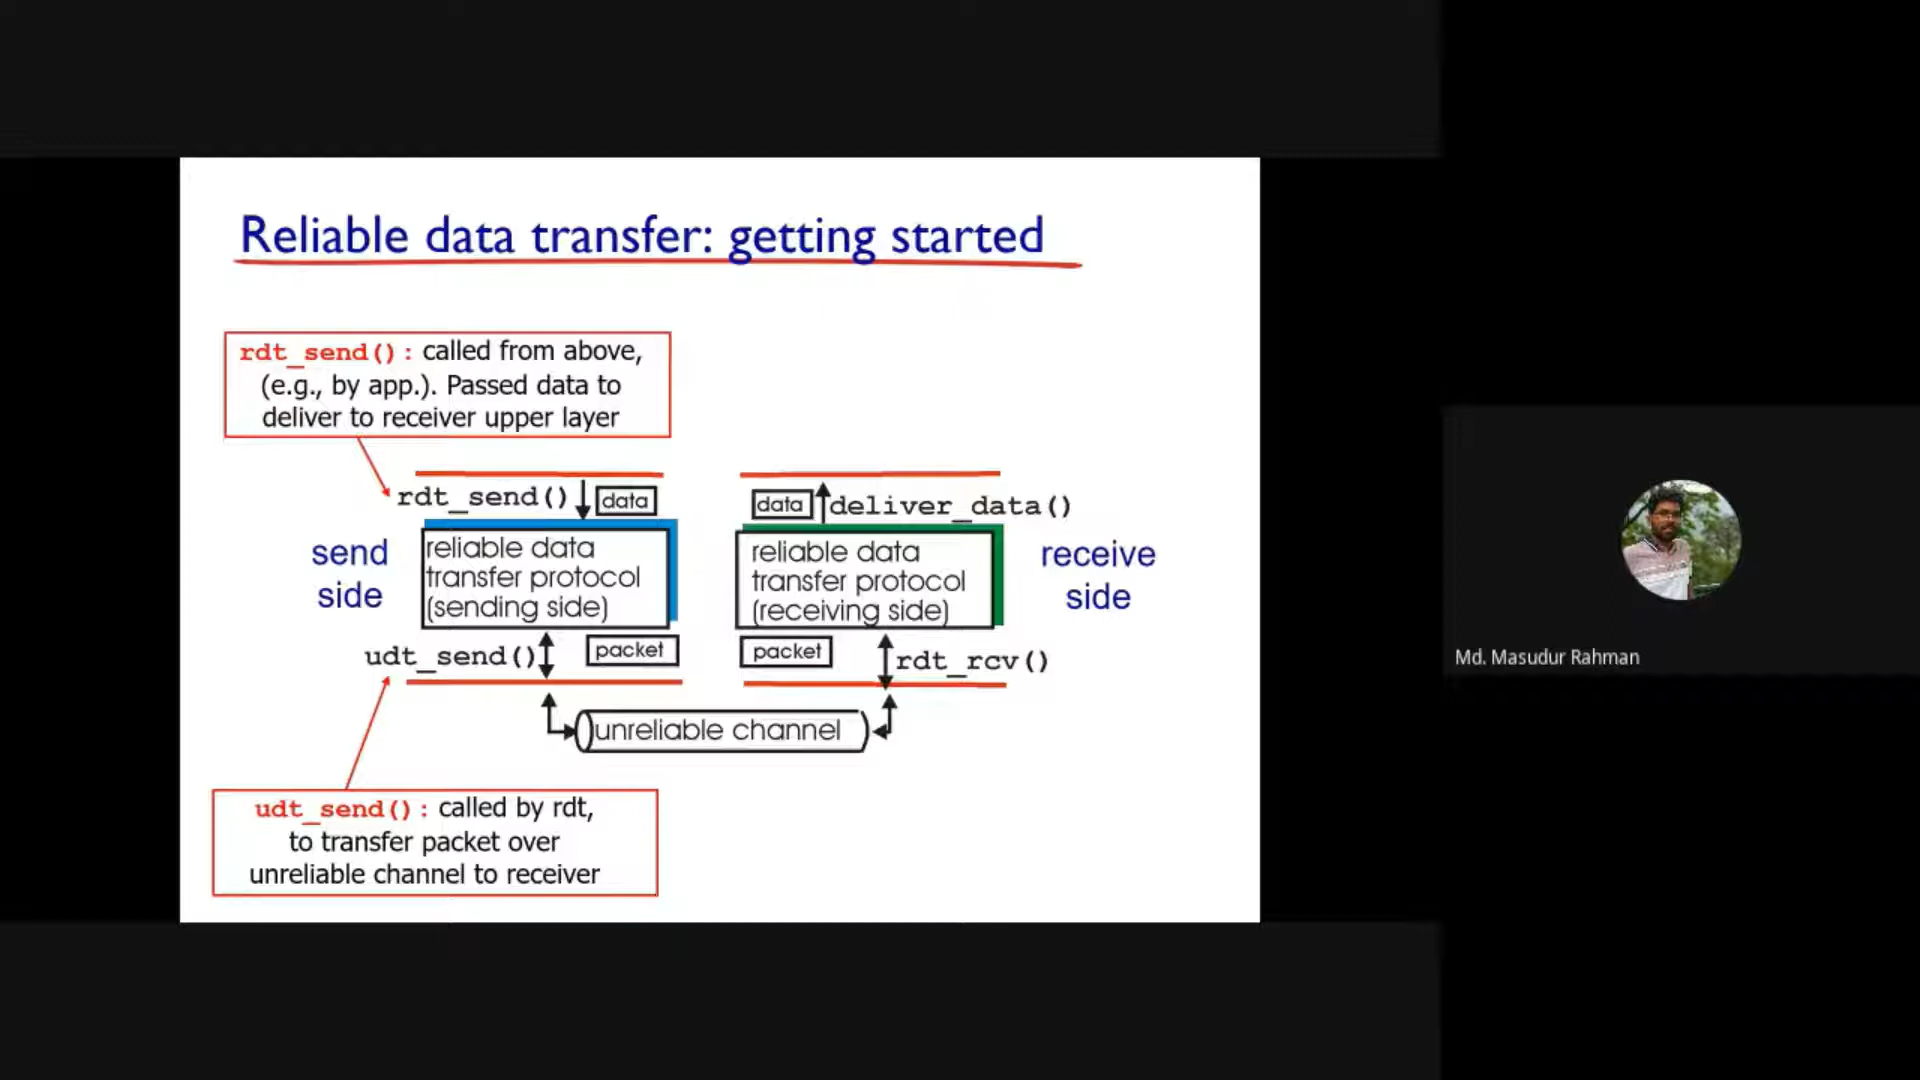 Reliable data transfer: getting started
rdt_send(): called from above,
(e.g., by app.). Passed data to
deliver to receiver upper layer
rdt_send()
data
data
deliver_data()
send
side
reliable data
transfer protocol
(sending side)
reliable data
transfer protocol
(receiving side)
receive
side
udt_send()
packet
packet
rdt_rcv()
unreliable channel
udt_send(): called by rdt,
to transfer packet over
unreliable channel to receiver
Md. Masudur Rahman